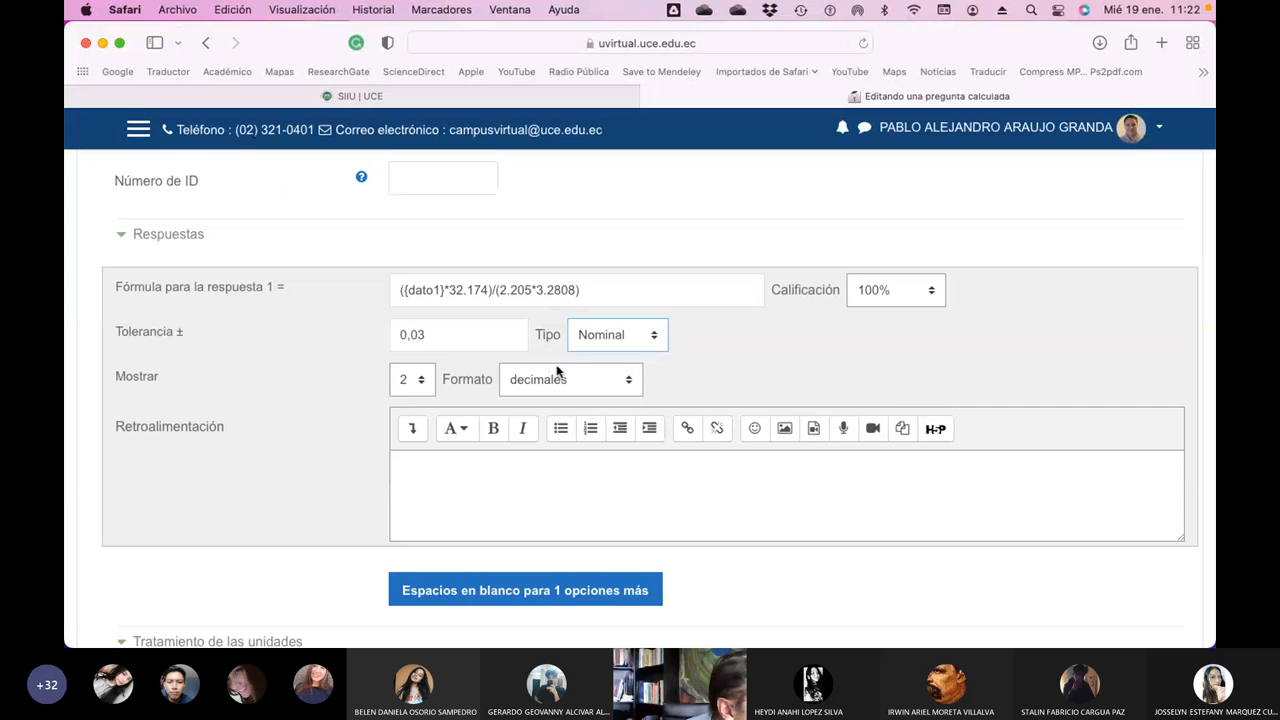 Safari Archivo Edición Visualización Historial Marcadores Ventana Ayuda Mié 19 ene. 11:22
uvirtual.uce.edu.ec
Google Traductor Académico Mapas ResearchGate ScienceDirect Apple YouTube Radio Pública Save to Mendeley Importados de Safari YouTube Maps Noticias Traducir Compress MP... Ps2pdf.com
SIIU | UCE Editando una pregunta calculada
Teléfono : (02) 321-0401 Correo electrónico : campusvirtual@uce.edu.ec PABLO ALEJANDRO ARAUJO GRANDA
Número de ID
Respuestas
Fórmula para la respuesta 1 = ({dato1}*32.174)/(2.205*3.2808) Calificación 100%
Tolerancia ± 0,03 Tipo Nominal
Mostrar 2 Formato decimales
Retroalimentación A B I H-P
Espacios en blanco para 1 opciones más
Tratamiento de las unidades
+32 BELEN DANIELA OSORIO SAMPEDRO GERARDO GEOVANNY ALCIVAR AL... HEYDI ANAHI LOPEZ SILVA IRWIN ARIEL MORETA VILLALVA STALIN FABRICIO CARGUA PAZ JOSSELYN ESTEFANY MARQUEZ CU...